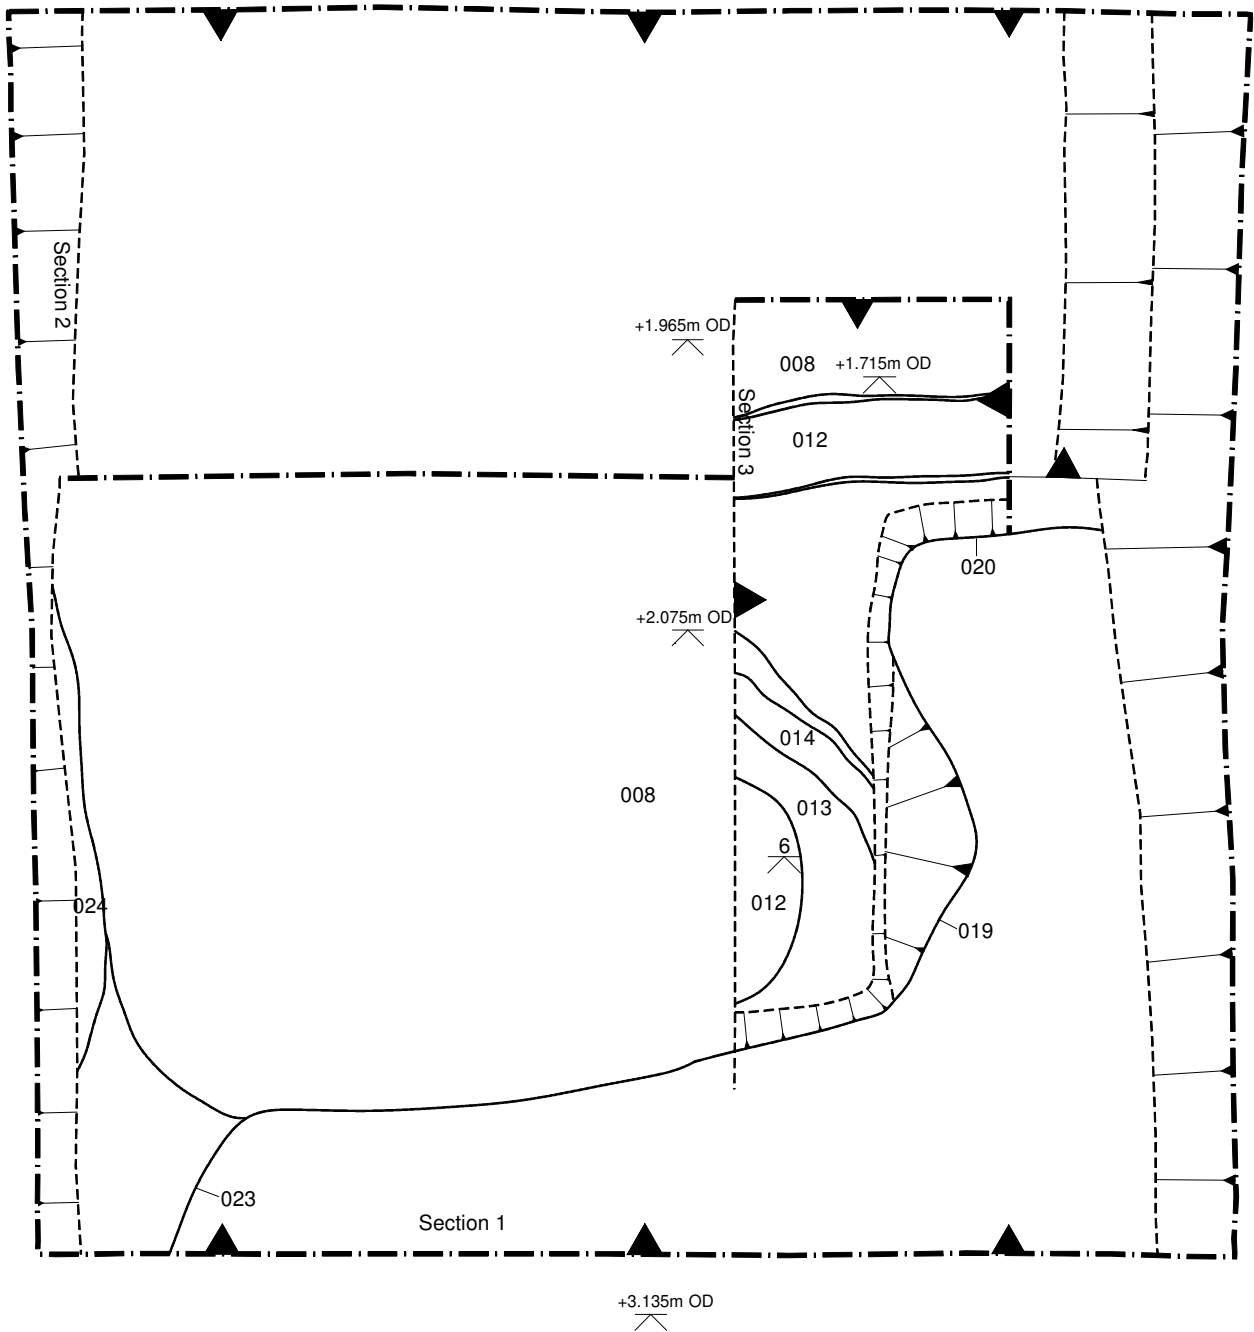 Section 2
+1.965m OD
008
+1.715m OD
Section 3
012
020
+2.075m OD
014
008
013
6
012
024
019
023
Section 1
+3.135m OD